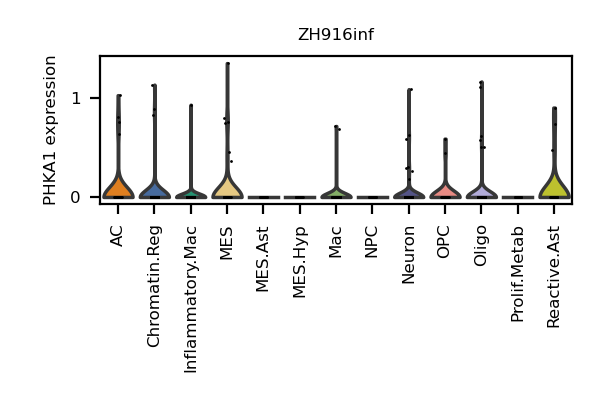 ZH916inf
PHKA1 expression
1
0
AC
Chromatin.Reg
Inflammatory.Mac
MES
MES.Ast
MES.Hyp
Mac
NPC
Neuron
OPC
Oligo
Prolif.Metab
Reactive.Ast